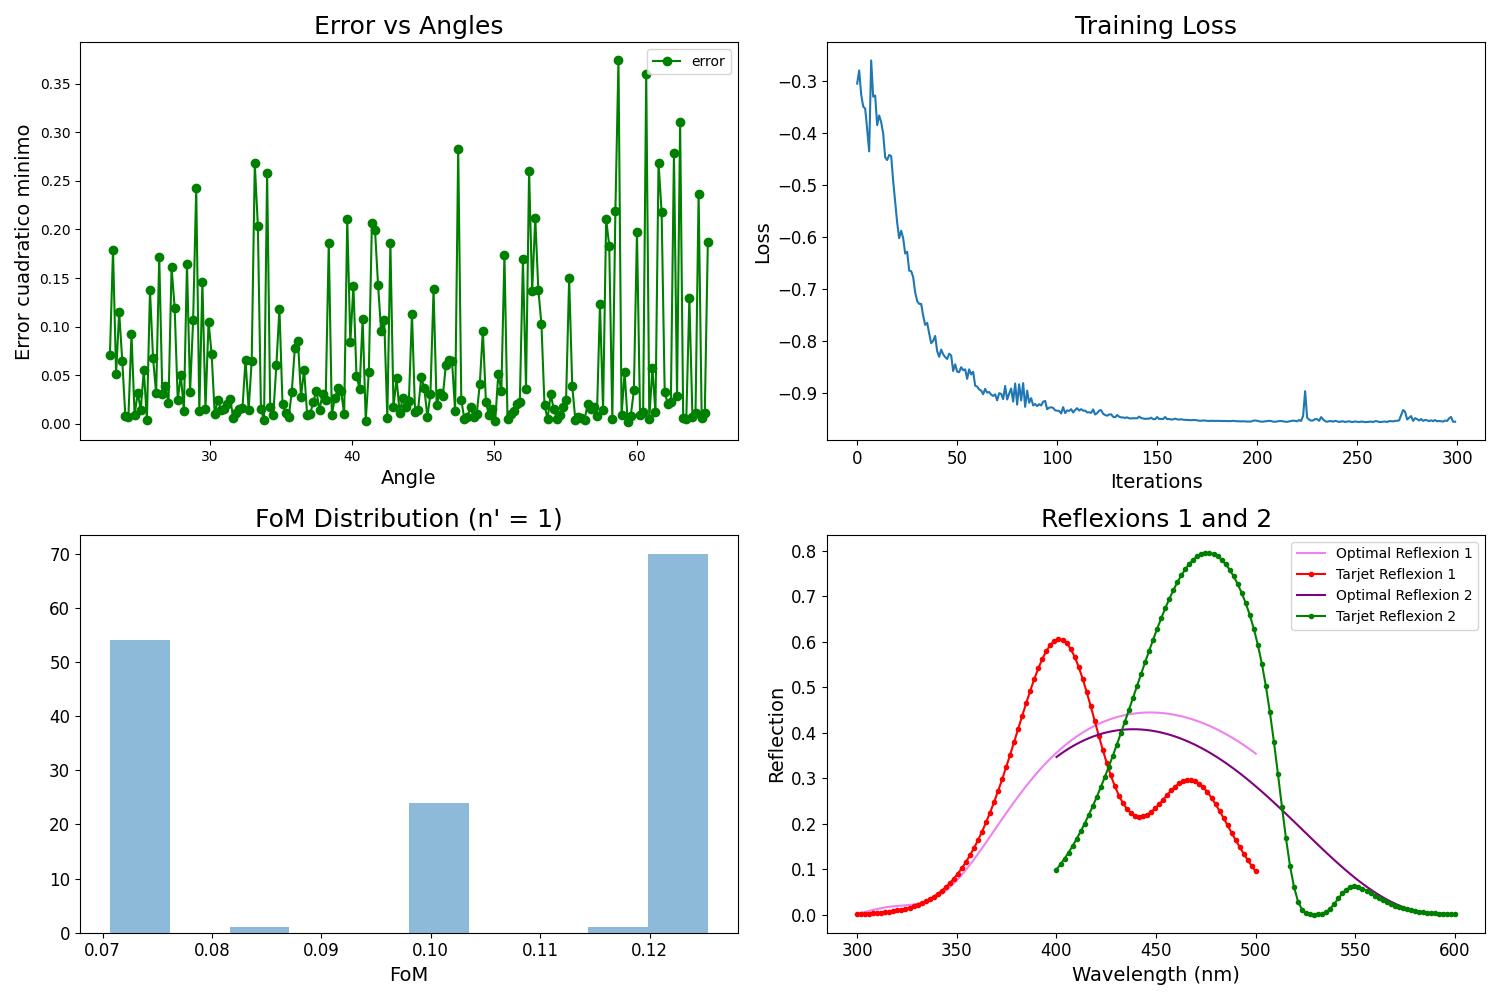 Error vs Angles
error
0.35
0.30
0.25
0.20
0.15
0.10
0.05
0.00
Error cuadratico minimo
30 40 50 60
Angle
Training Loss
−0.3
−0.4
−0.5
−0.6
−0.7
−0.8
−0.9
Loss
0 50 100 150 200 250 300
Iterations
FoM Distribution (n' = 1)
70
60
50
40
30
20
10
0
0.07 0.08 0.09 0.10 0.11 0.12
FoM
Reflexions 1 and 2
Optimal Reflexion 1
Tarjet Reflexion 1
Optimal Reflexion 2
Tarjet Reflexion 2
0.8
0.7
0.6
0.5
0.4
0.3
0.2
0.1
0.0
Reflection
300 350 400 450 500 550 600
Wavelength (nm)